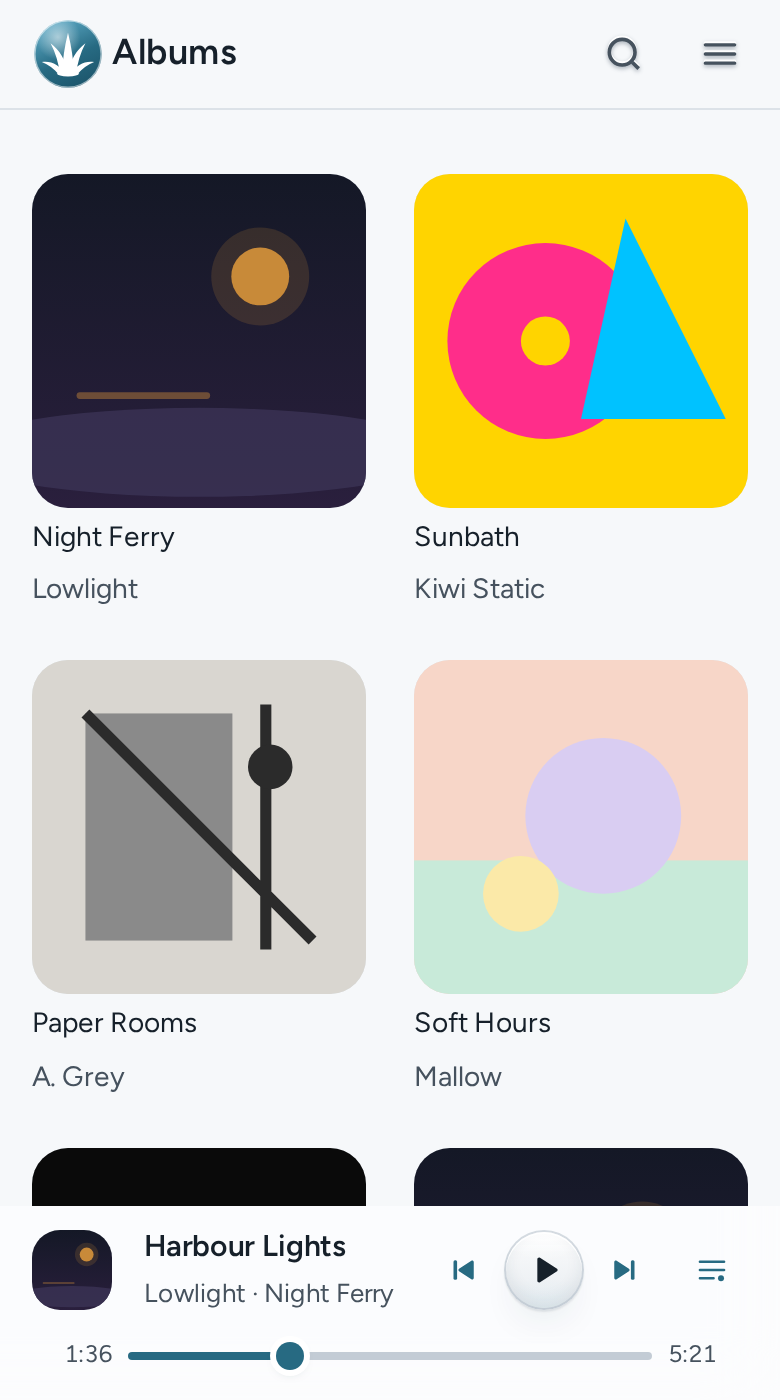 Albums
Night Ferry
Lowlight
Sunbath
Kiwi Static
Paper Rooms
A. Grey
Soft Hours
Mallow
Harbour Lights
Lowlight · Night Ferry
1:36
5:21